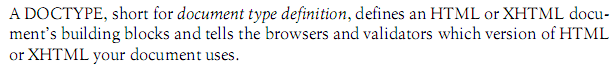 A DOCTYPE, short for document type definition, defines an HTML or XHTML docu-
ment's building blocks and tells the browsers and validators which version of HTML
or XHTML your document uses.